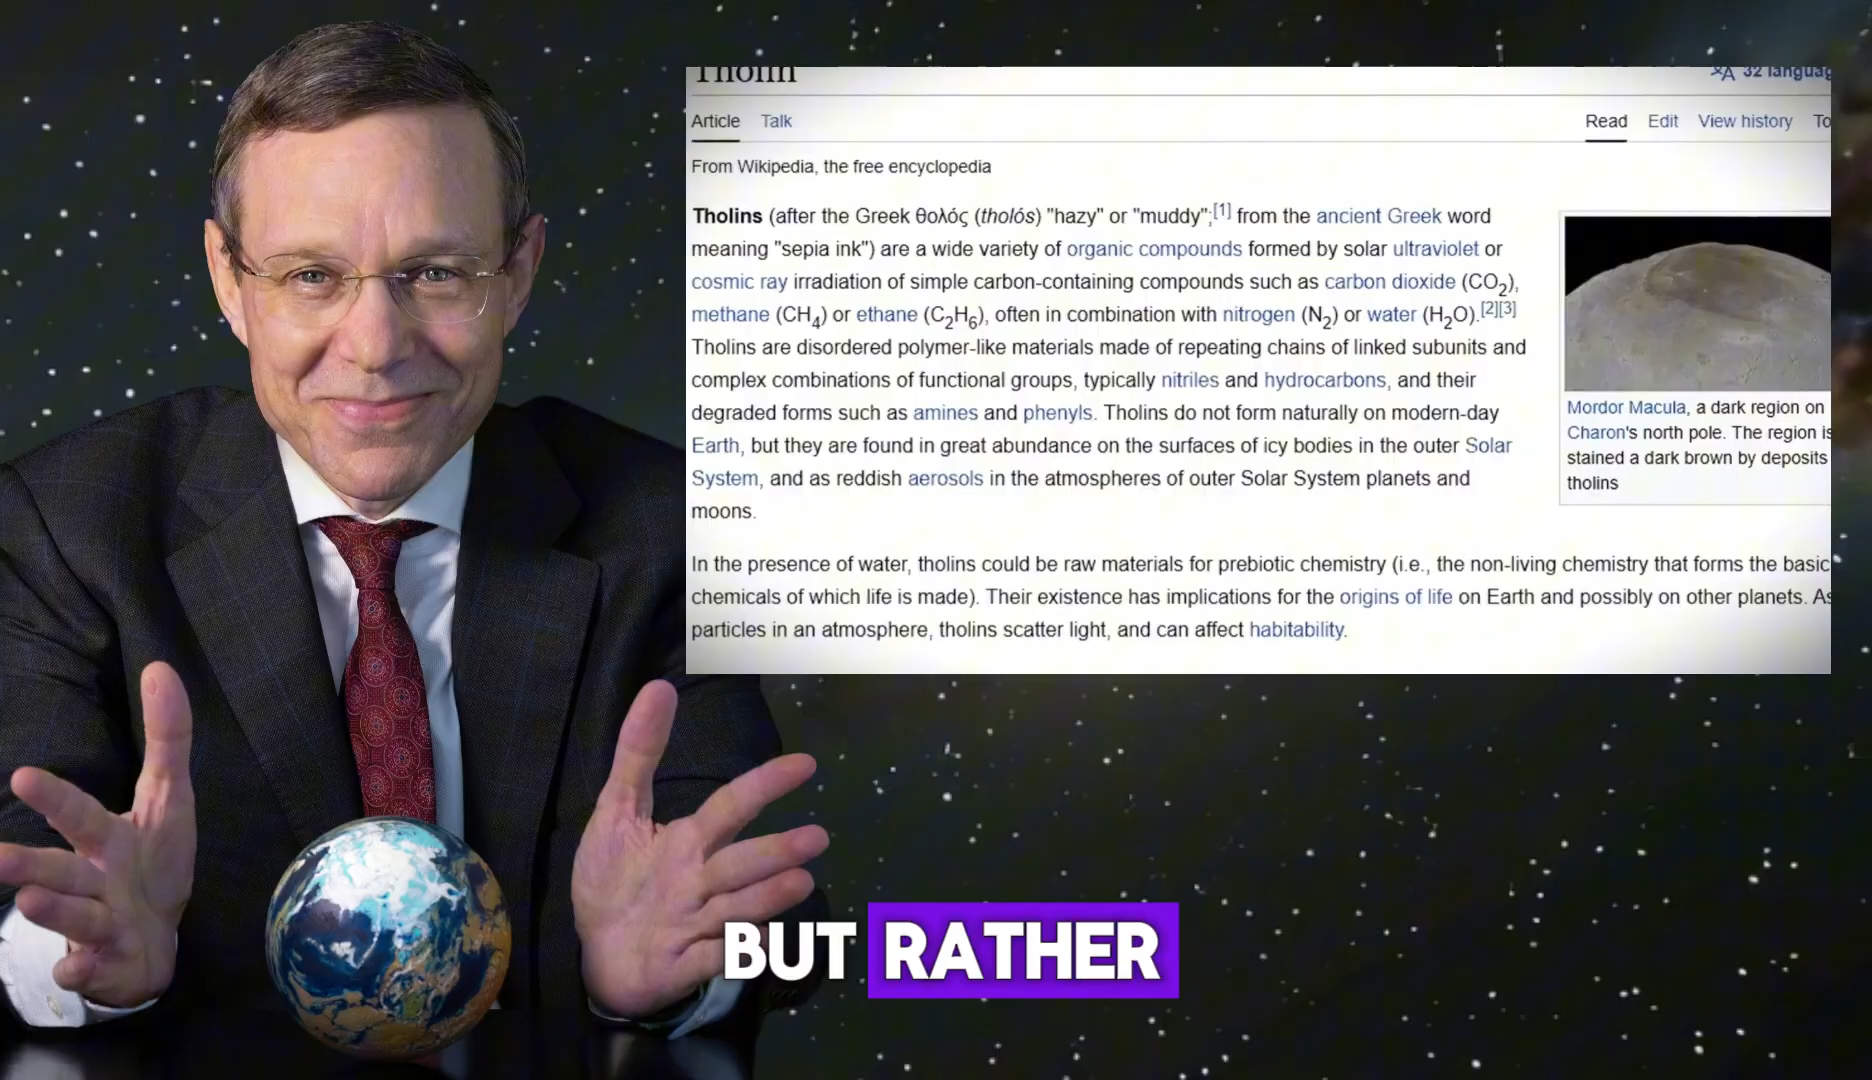 Tholin
32 languag
Article Talk
Read Edit View history To
From Wikipedia, the free encyclopedia
Tholins (after the Greek θολός (tholós) "hazy" or "muddy";[1] from the ancient Greek word
meaning "sepia ink") are a wide variety of organic compounds formed by solar ultraviolet or
cosmic ray irradiation of simple carbon-containing compounds such as carbon dioxide (CO₂),
methane (CH₄) or ethane (C₂H₆), often in combination with nitrogen (N₂) or water (H₂O).[2][3]
Tholins are disordered polymer-like materials made of repeating chains of linked subunits and
complex combinations of functional groups, typically nitriles and hydrocarbons, and their
degraded forms such as amines and phenyls. Tholins do not form naturally on modern-day
Earth, but they are found in great abundance on the surfaces of icy bodies in the outer Solar
System, and as reddish aerosols in the atmospheres of outer Solar System planets and
moons.
Mordor Macula, a dark region on
Charon's north pole. The region is
stained a dark brown by deposits
tholins
In the presence of water, tholins could be raw materials for prebiotic chemistry (i.e., the non-living chemistry that forms the basic
chemicals of which life is made). Their existence has implications for the origins of life on Earth and possibly on other planets. As
particles in an atmosphere, tholins scatter light, and can affect habitability.
BUT RATHER